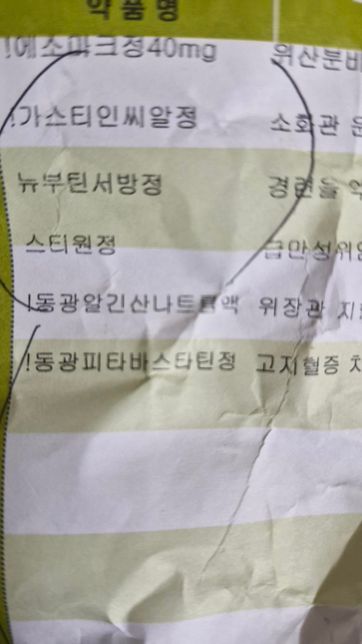 약품명
!에소마크정40mg 위산분비
!가스티인씨알정 소화관 운
뉴부틴서방정 경련을 억
스티원정 급만성위염
!동광알긴산나트륨액 위장관 지
!동광피타바스타틴정 고지혈증 치